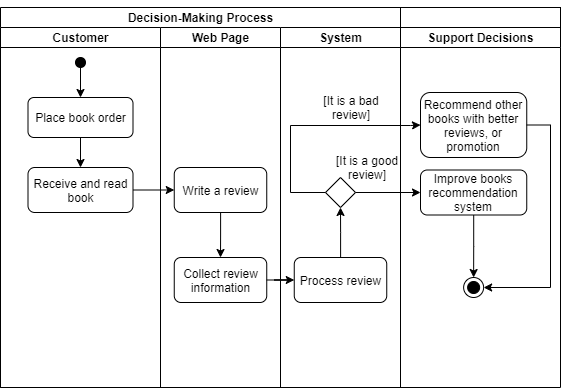 Decision-Making Process
Customer
Web Page
System
Support Decisions
Place book order
Receive and read
book
Write a review
Collect review
information
Process review
[It is a bad
review]
[It is a good
review]
Recommend other
books with better
reviews, or
promotion
Improve books
recommendation
system